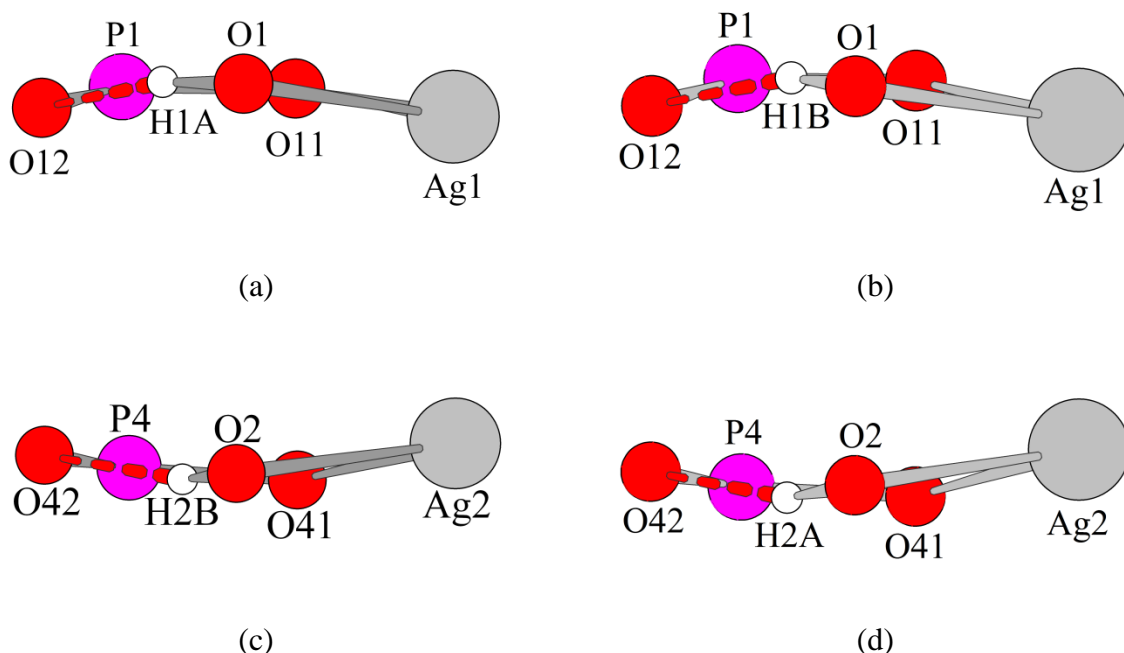 P1
O1
H1A
O12
O11
Ag1
(a)
P1
O1
H1B
O12
O11
Ag1
(b)
P4
O2
H2B
O42
O41
Ag2
(c)
P4
O2
H2A
O42
O41
Ag2
(d)